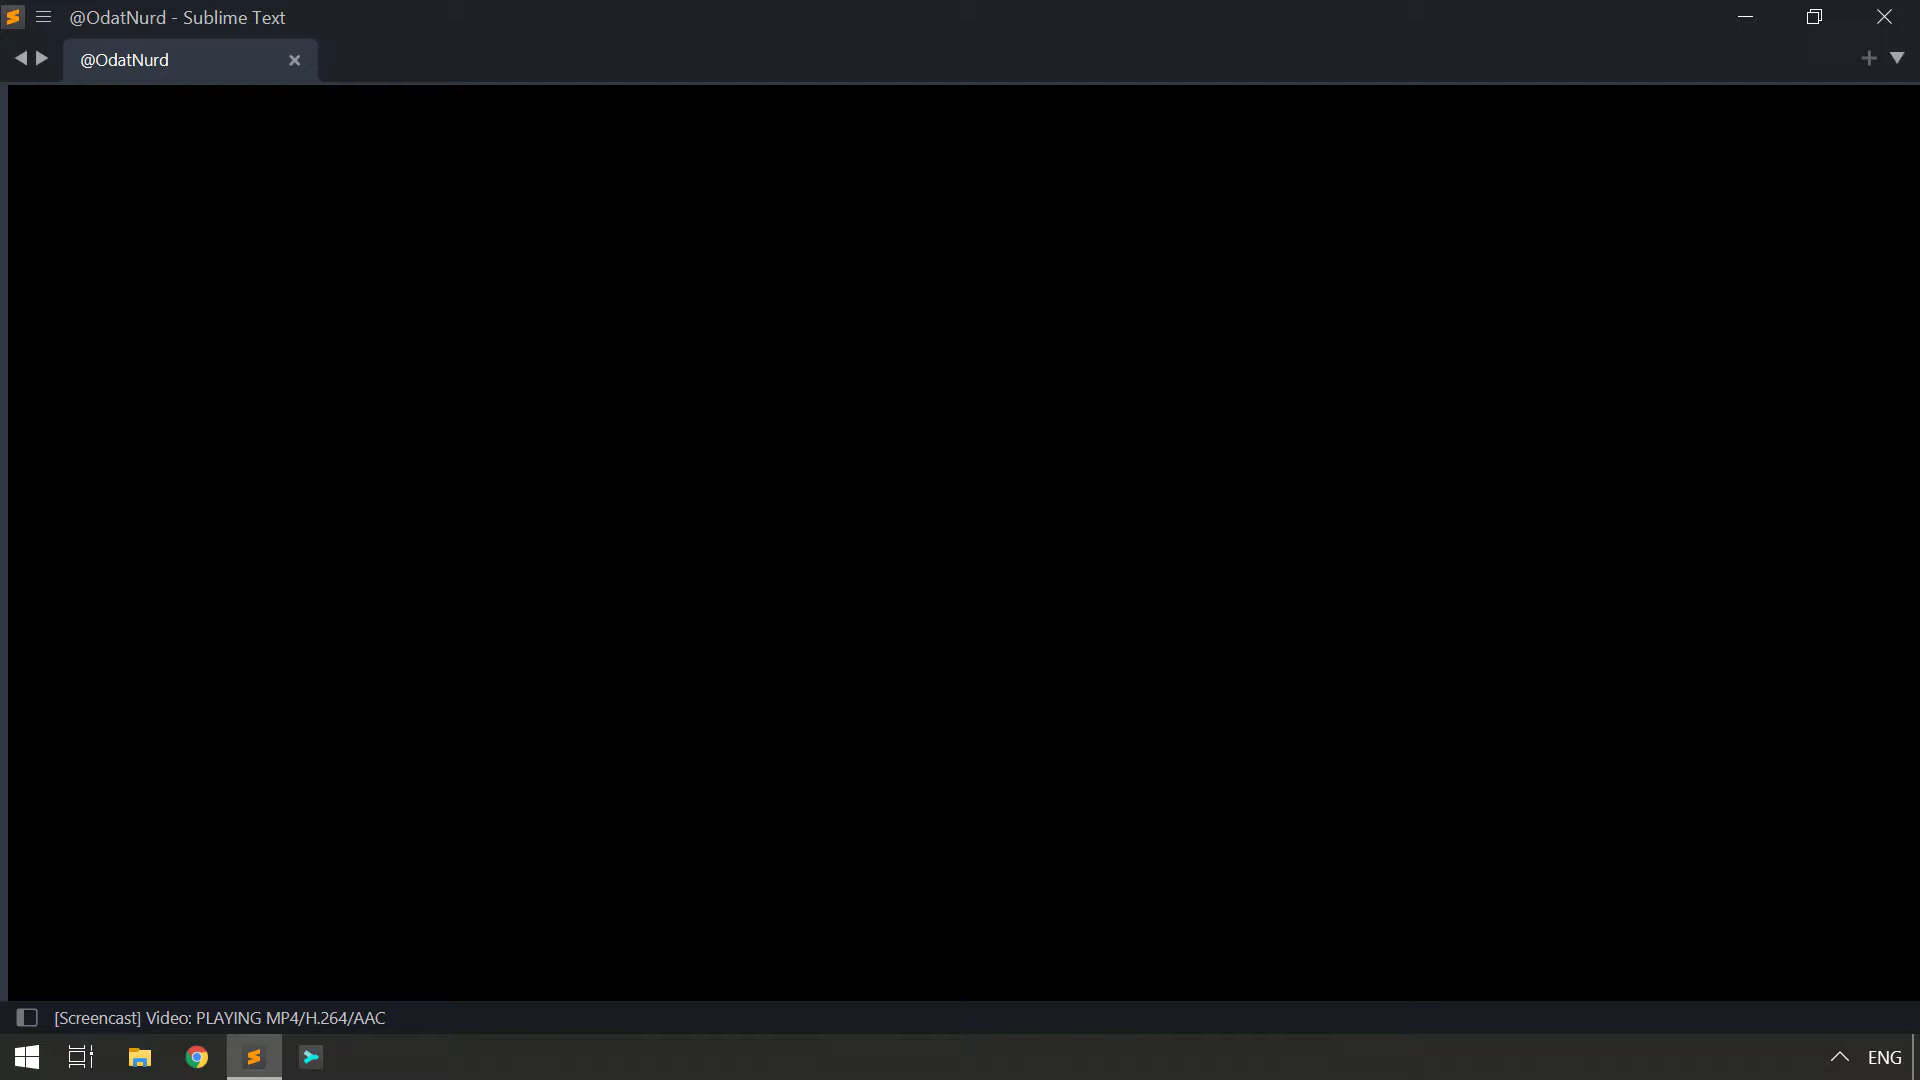 @OdatNurd - Sublime Text
@OdatNurd
[Screencast] Video: PLAYING MP4/H.264/AAC
ENG